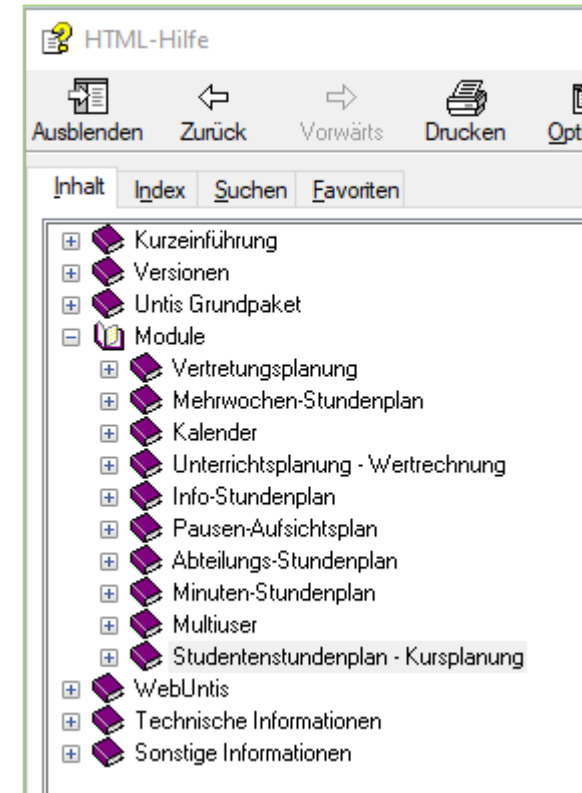 HTML-Hilfe
Ausblenden Zurück Vorwärts Drucken Opt
Inhalt Index Suchen Favoriten
Kurzeinführung
Versionen
Untis Grundpaket
Module
Vertretungsplanung
Mehrwochen-Stundenplan
Kalender
Unterrichtsplanung - Wertrechnung
Info-Stundenplan
Pausen-Aufsichtsplan
Abteilungs-Stundenplan
Minuten-Stundenplan
Multiuser
Studentenstundenplan - Kursplanung
WebUntis
Technische Informationen
Sonstige Informationen